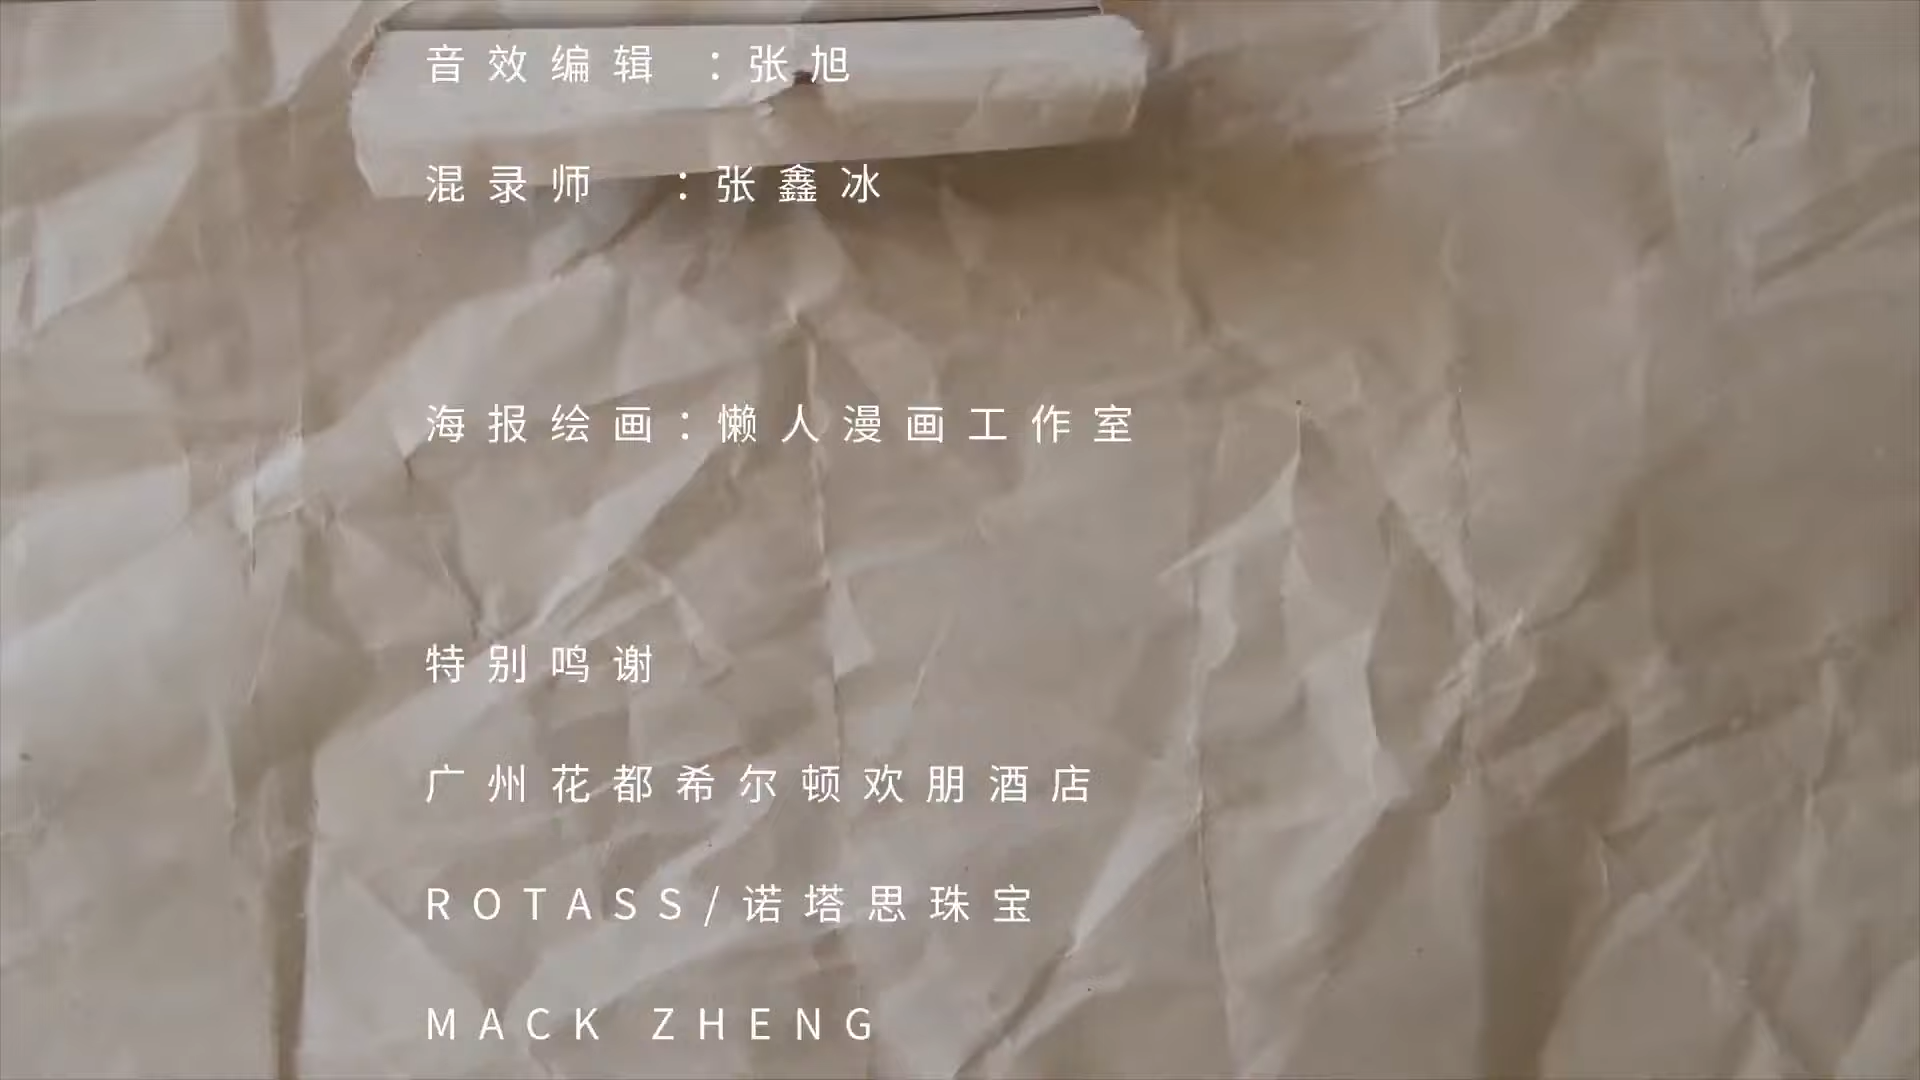 音效编辑 ：张旭
混录师 ：张鑫冰
海报绘画：懒人漫画工作室
特别鸣谢
广州花都希尔顿欢朋酒店
ROTASS/诺塔思珠宝
MACK ZHENG